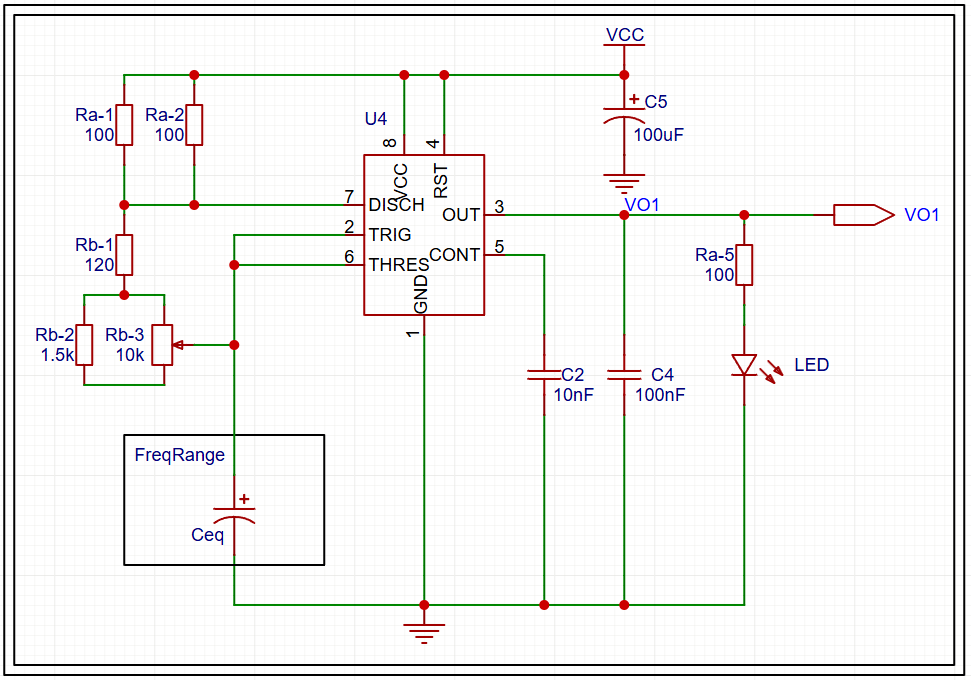 VCC
C5
100uF
Ra-1
100
Ra-2
100
U4
8
4
VCC
RST
7
DISCH
2
TRIG
6
THRES
OUT
3
CONT
5
GND
1
VO1
VO1
Rb-1
120
Rb-2
1.5k
Rb-3
10k
Ra-5
100
LED
C2
10nF
C4
100nF
FreqRange
+
+
Ceq